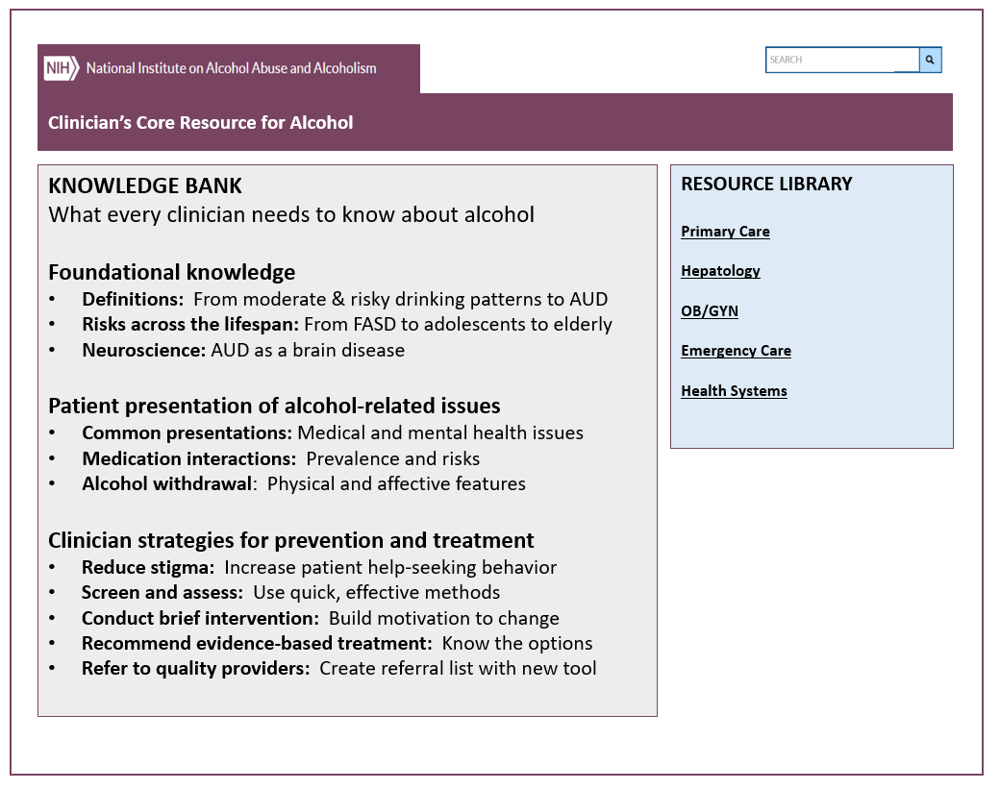 NIH National Institute on Alcohol Abuse and Alcoholism
SEARCH
Clinician's Core Resource for Alcohol
KNOWLEDGE BANK
What every clinician needs to know about alcohol
Foundational knowledge
• Definitions: From moderate & risky drinking patterns to AUD
• Risks across the lifespan: From FASD to adolescents to elderly
• Neuroscience: AUD as a brain disease
Patient presentation of alcohol-related issues
• Common presentations: Medical and mental health issues
• Medication interactions: Prevalence and risks
• Alcohol withdrawal: Physical and affective features
Clinician strategies for prevention and treatment
• Reduce stigma: Increase patient help-seeking behavior
• Screen and assess: Use quick, effective methods
• Conduct brief intervention: Build motivation to change
• Recommend evidence-based treatment: Know the options
• Refer to quality providers: Create referral list with new tool
RESOURCE LIBRARY
Primary Care
Hepatology
OB/GYN
Emergency Care
Health Systems